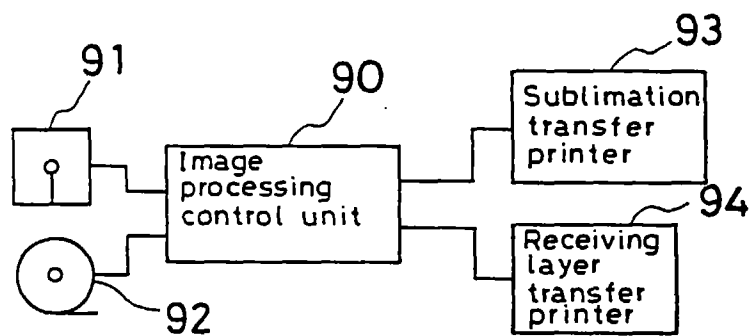 93
91
90
Sublimation
transfer
printer
Image
processing
control unit
94
Receiving
layer
transfer
printer
92